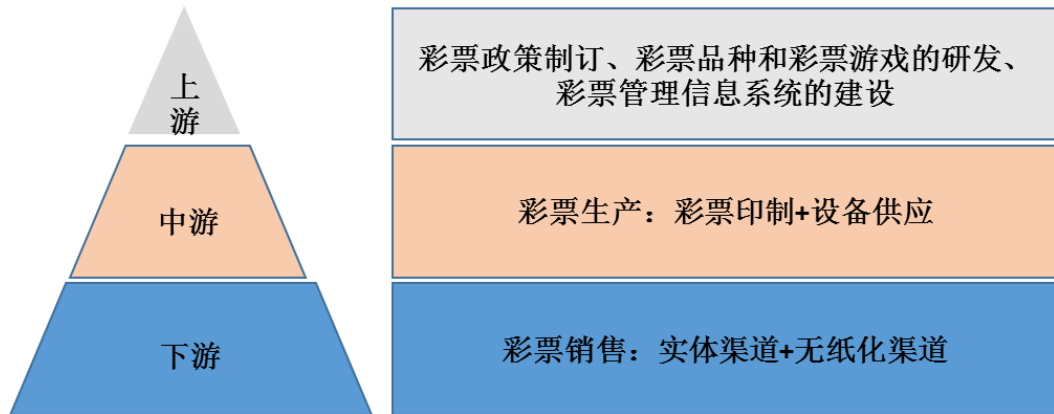 上
游
彩票政策制订、彩票品种和彩票游戏的研发、
彩票管理信息系统的建设
中游
彩票生产：彩票印制+设备供应
下游
彩票销售：实体渠道+无纸化渠道